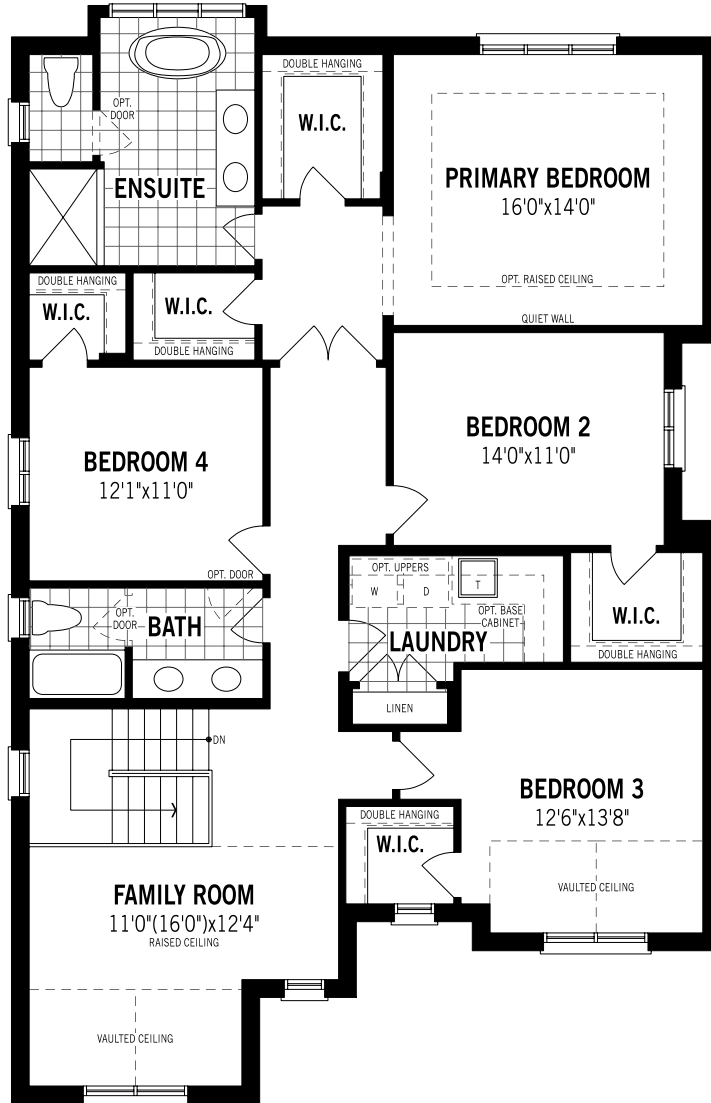 DOUBLE HANGING
OPT.
DOOR
W.I.C.
ENSUITE
PRIMARY BEDROOM
16'0"x14'0"
OPT. RAISED CEILING
QUIET WALL
DOUBLE HANGING
W.I.C.
W.I.C.
DOUBLE HANGING
BEDROOM 2
14'0"x11'0"
BEDROOM 4
12'1"x11'0"
OPT. DOOR
OPT. UPPERS
W
D
T
OPT. BASE
CABINET
LAUNDRY
OPT.
DOOR
BATH
W.I.C.
DOUBLE HANGING
LINEN
DN
BEDROOM 3
12'6"x13'8"
VAULTED CEILING
DOUBLE HANGING
W.I.C.
FAMILY ROOM
11'0"(16'0")x12'4"
RAISED CEILING
VAULTED CEILING